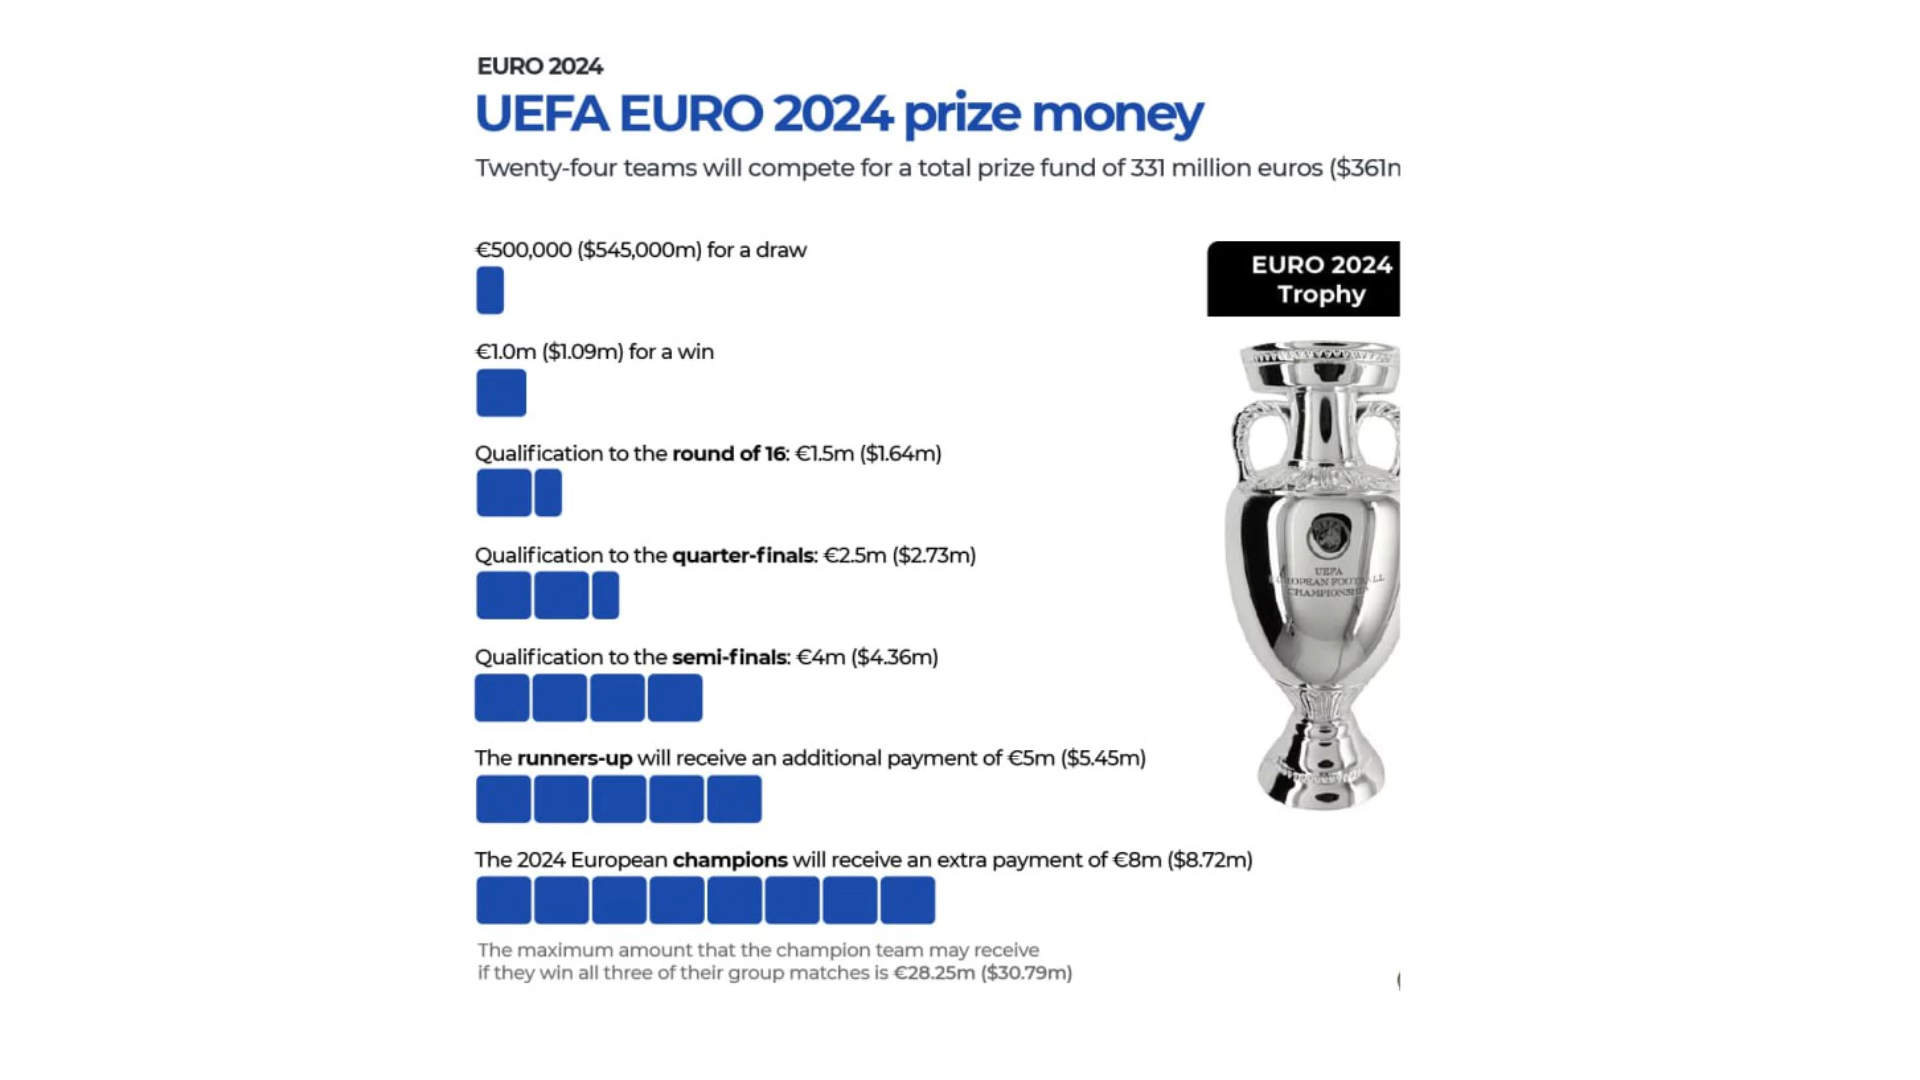 EURO 2024
UEFA EURO 2024 prize money
Twenty-four teams will compete for a total prize fund of 331 million euros ($361
€500,000 ($545,000m) for a draw
EURO 2024
Trophy
€1.0m ($1.09m) for a win
Qualification to the round of 16: €1.5m ($1.64m)
Qualification to the quarter-finals: €2.5m ($2.73m)
UEFA
Qualification to the semi-finals: €4m ($4.36m)
The runners-up will receive an additional payment of €5m ($5.45m)
The 2024 European champions will receive an extra payment of €8m ($8.72m)
The maximum amount that the champion team may receive
if they win all three of their group matches is €28.25m ($30.79m)